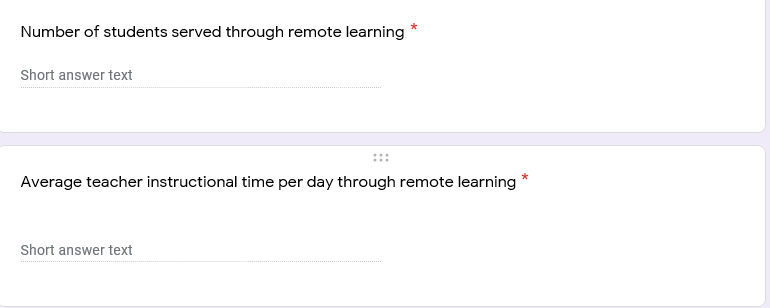 Number of students served through remote learning *
Short answer text
Average teacher instructional time per day through remote learning *
Short answer text